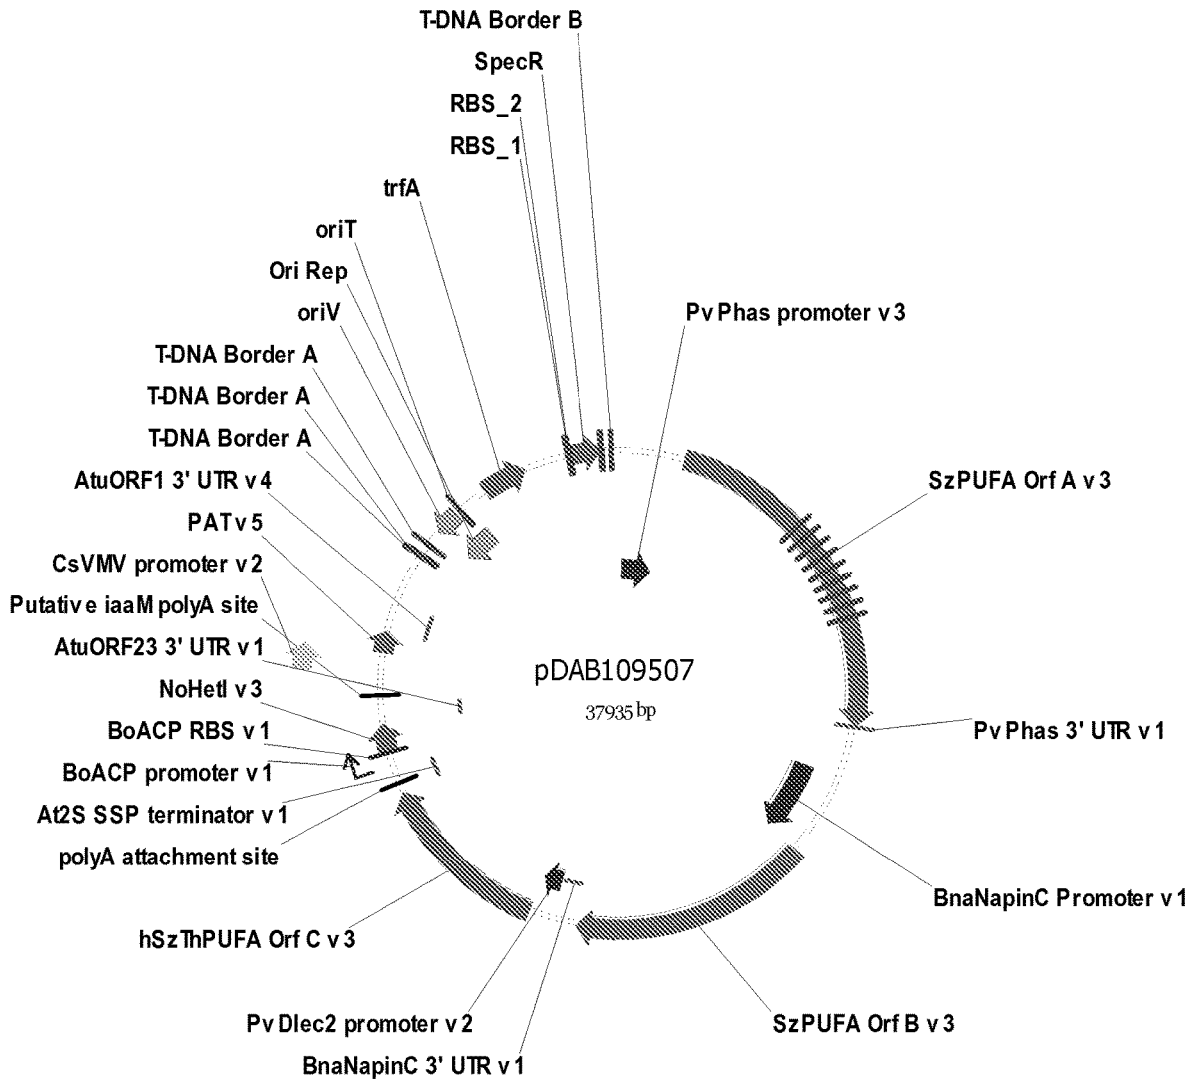 T-DNA Border B
SpecR
RBS_2
RBS_1
trfA
oriT
Ori Rep
oriV
Pv Phas promoter v3
T-DNA Border A
T-DNA Border A
T-DNA Border A
AtuORF1 3' UTR v4
SzPUFA Orf A v3
PAT v5
CsVMV promoter v2
Putative iaaM polyA site
AtuORF23 3' UTR v1
pDAB109507
NoHetI v3
37935 bp
BoACP RBS v1
Pv Phas 3' UTR v1
BoACP promoter v1
At2S SSP terminator v1
polyA attachment site
BnaNapinC Promoter v1
hSzThPUFA Orf C v3
Pv Dlec2 promoter v2
SzPUFA Orf B v3
BnaNapinC 3' UTR v1